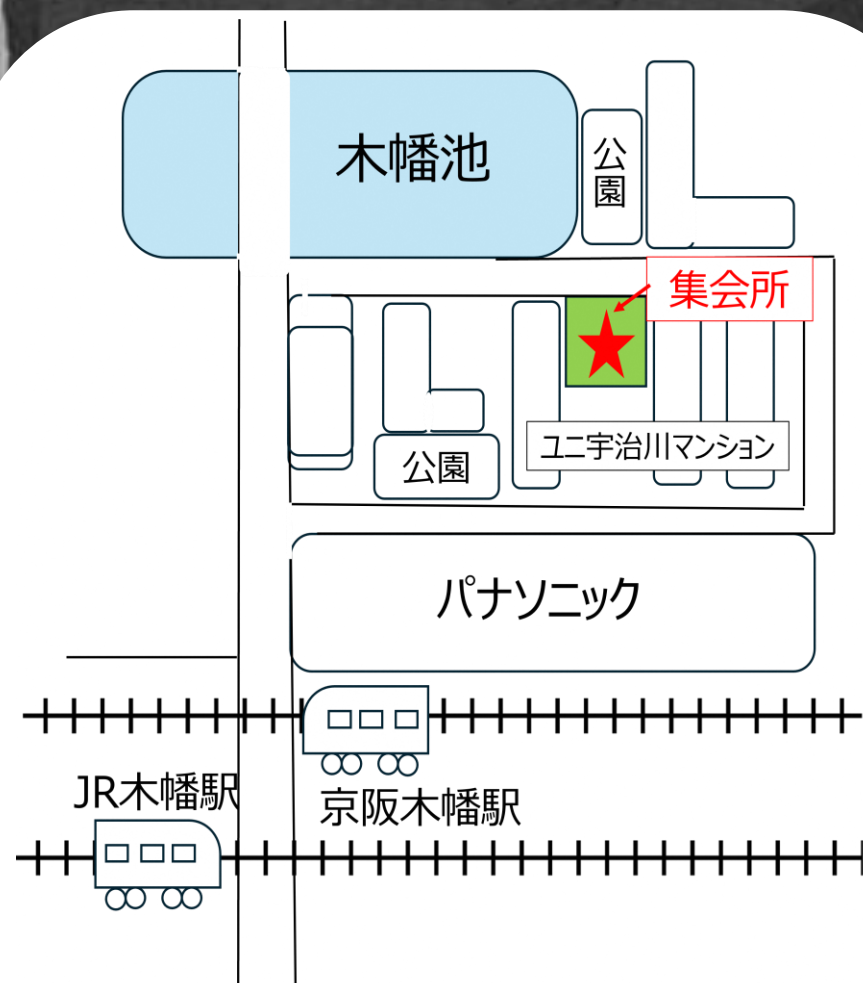 木幡池
公園
集会所
ユニ宇治川マンション
公園
パナソニック
JR木幡駅
京阪木幡駅